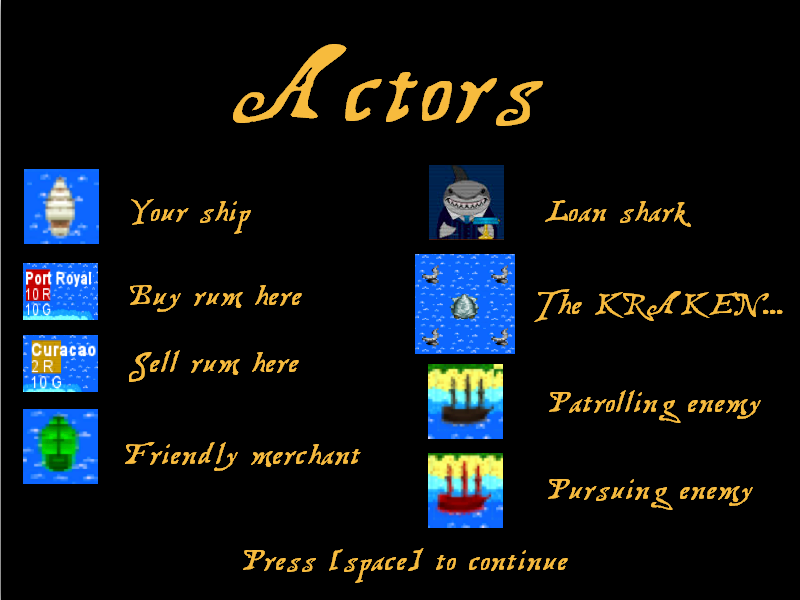 Actors
Your ship
Port Royal
10 R
10 G
Buy rum here
Curacao
2 R
10 G
Sell rum here
Friendly merchant
Loan shark
The KRAKEN...
Patrolling enemy
Pursuing enemy
Press [space] to continue